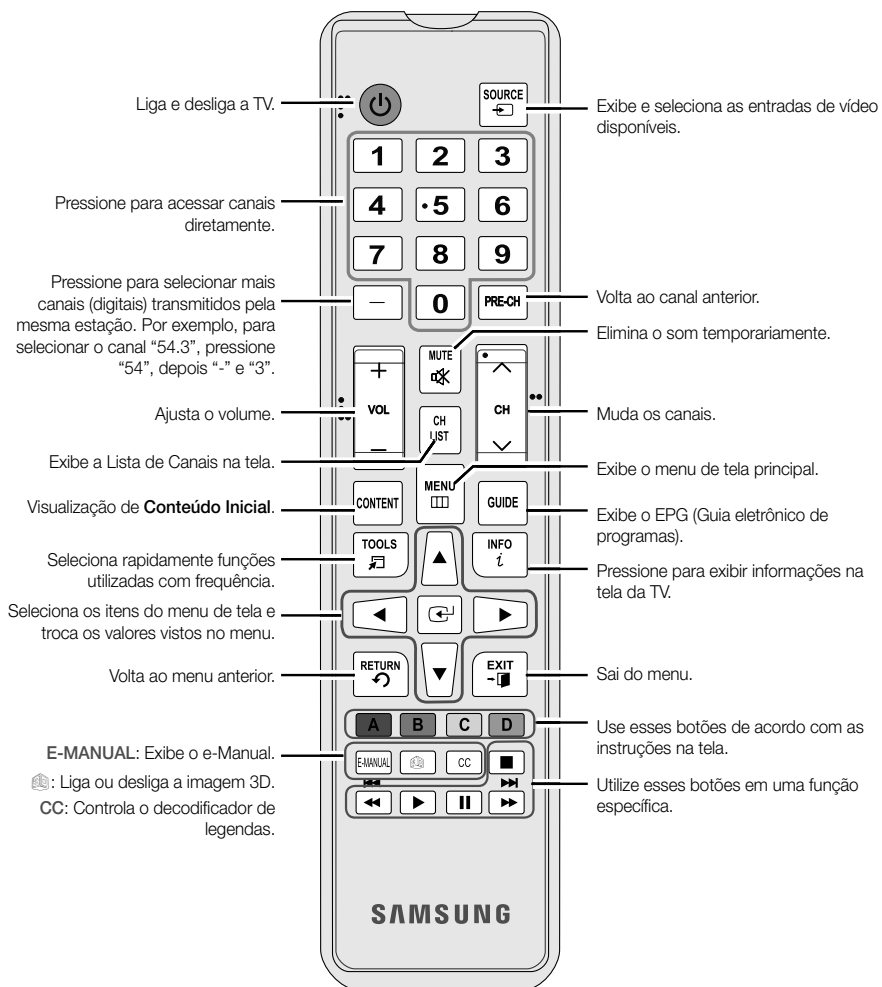 Liga e desliga a TV.
SOURCE
Exibe e seleciona as entradas de vídeo
disponíveis.
1 2 3
Pressione para acessar canais
diretamente.
4 5 6
7 8 9
Pressione para selecionar mais
canais (digitais) transmitidos pela
mesma estação. Por exemplo, para
selecionar o canal “54.3”, pressione
“54”, depois “-” e “3”.
— 0 PRE-CH
Volta ao canal anterior.
Elimina o som temporariamente.
MUTE
+
VOL
—
Ajusta o volume.
CH
LIST
CH
Muda os canais.
Exibe a Lista de Canais na tela.
MENU
Exibe o menu de tela principal.
Visualização de Conteúdo Inicial.
CONTENT
GUIDE
Exibe o EPG (Guia eletrônico de
programas).
TOOLS
Seleciona rapidamente funções
utilizadas com frequência.
INFO
i
Pressione para exibir informações na
tela da TV.
Seleciona os itens do menu de tela e
troca os valores vistos no menu.
Volta ao menu anterior.
RETURN
EXIT
Sai do menu.
A B C D
Use esses botões de acordo com as
instruções na tela.
E-MANUAL: Exibe o e-Manual.
: Liga ou desliga a imagem 3D.
CC: Controla o decodificador de
legendas.
E-MANUAL
CC
Utilize esses botões em uma função
específica.
SAMSUNG